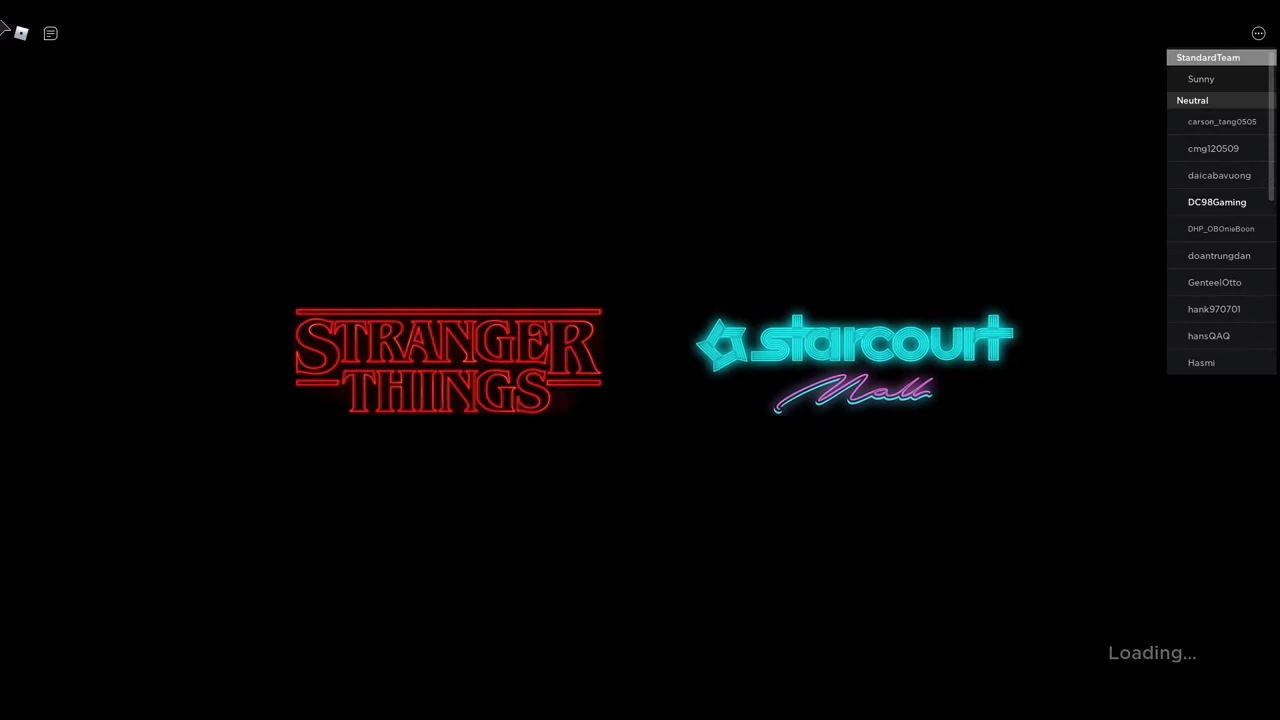 STRANGER
THINGS
starcourt
Mall
StandardTeam
Sunny
Neutral
carson_tang0505
cmg120509
daicabavuong
DC98Gaming
DHP_OBOnieBoon
doantrungdan
GenteelOtto
hank970701
hansQAQ
Hasmi
Loading...